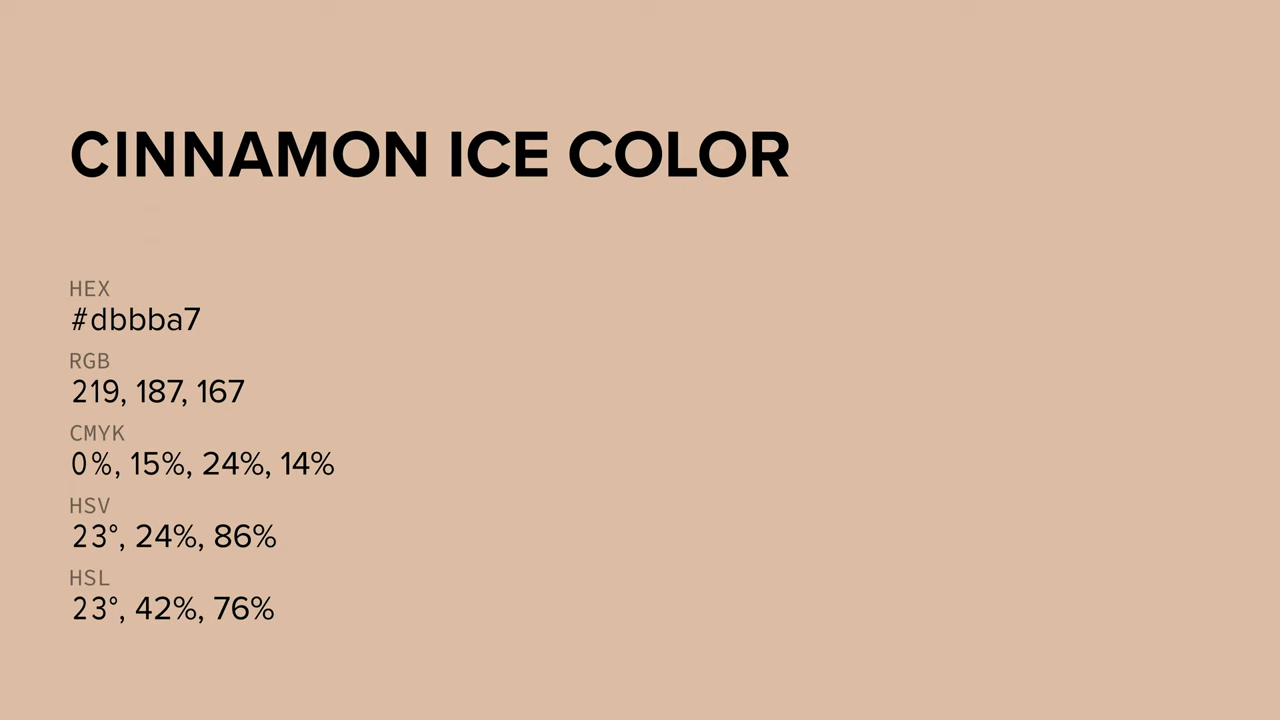 CINNAMON ICE COLOR
HEX
#dbbba7
RGB
219, 187, 167
CMYK
0%, 15%, 24%, 14%
HSV
23°, 24%, 86%
HSL
23°, 42%, 76%